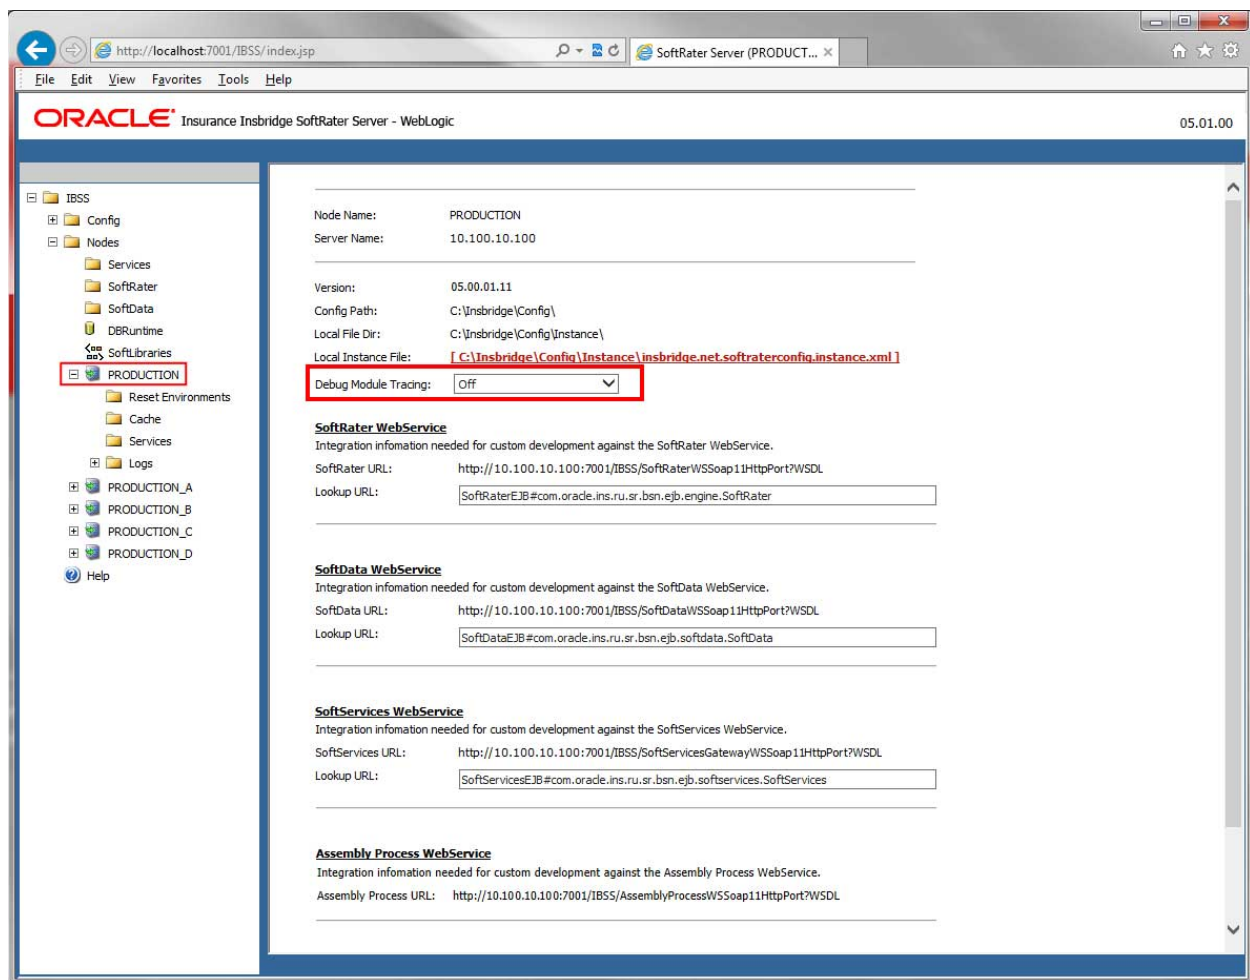 http://localhost:7001/IBSS/index.jsp
SoftRater Server (PRODUCT...
File Edit View Favorites Tools Help
ORACLE Insurance Insbridge SoftRater Server - WebLogic
05.01.00
IBSS
Config
Nodes
Services
SoftRater
SoftData
DBRuntime
SoftLibraries
PRODUCTION
Reset Environments
Cache
Services
Logs
PRODUCTION_A
PRODUCTION_B
PRODUCTION_C
PRODUCTION_D
Help
Node Name: PRODUCTION
Server Name: 10.100.10.100
Version: 05.00.01.11
Config Path: C:\Insbridge\Config\
Local File Dir: C:\Insbridge\Config\Instance\
Local Instance File: [ C:\Insbridge\Config\Instance\insbridge.net.softraterconfig.instance.xml ]
Debug Module Tracing: Off
SoftRater WebService
Integration infomation needed for custom development against the SoftRater WebService.
SoftRater URL: http://10.100.10.100:7001/IBSS/SoftRaterWSSoap11HttpPort?WSDL
Lookup URL: SoftRaterEJB#com.oracle.ins.ru.sr.bsn.ejb.engine.SoftRater
SoftData WebService
Integration infomation needed for custom development against the SoftData WebService.
SoftData URL: http://10.100.10.100:7001/IBSS/SoftDataWSSoap11HttpPort?WSDL
Lookup URL: SoftDataEJB#com.oracle.ins.ru.sr.bsn.ejb.softdata.SoftData
SoftServices WebService
Integration infomation needed for custom development against the SoftServices WebService.
SoftServices URL: http://10.100.10.100:7001/IBSS/SoftServicesGatewayWSSoap11HttpPort?WSDL
Lookup URL: SoftServicesEJB#com.oracle.ins.ru.sr.bsn.ejb.softservices.SoftServices
Assembly Process WebService
Integration infomation needed for custom development against the Assembly Process WebService.
Assembly Process URL: http://10.100.10.100:7001/IBSS/AssemblyProcessWSSoap11HttpPort?WSDL